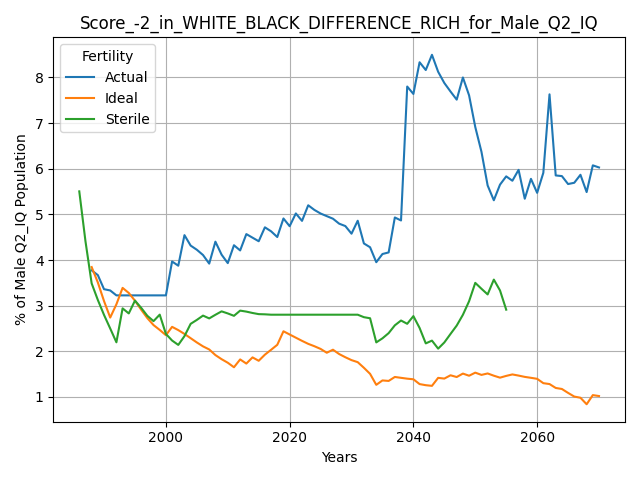 Score_-2_in_WHITE_BLACK_DIFFERENCE_RICH_for_Male_Q2_IQ
Fertility
Actual
Ideal
Sterile
% of Male Q2_IQ Population
8
7
6
5
4
3
2
1
2000
2020
2040
2060
Years